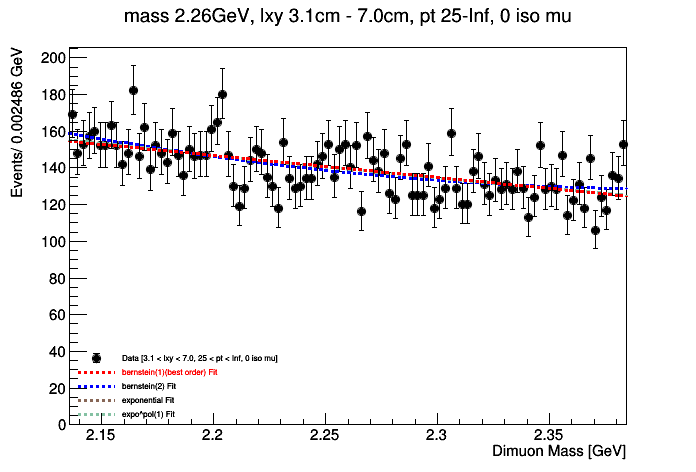 mass 2.26GeV, lxy 3.1cm - 7.0cm, pt 25-Inf, 0 iso mu
Events/ 0.002486 GeV
200
180
160
140
120
100
80
60
40
20
0
Data [3.1 < lxy < 7.0, 25 < pt < Inf, 0 iso mu]
bernstein(1)(best order) Fit
bernstein(2) Fit
exponential Fit
expo*pol(1) Fit
2.15 2.2 2.25 2.3 2.35
Dimuon Mass [GeV]